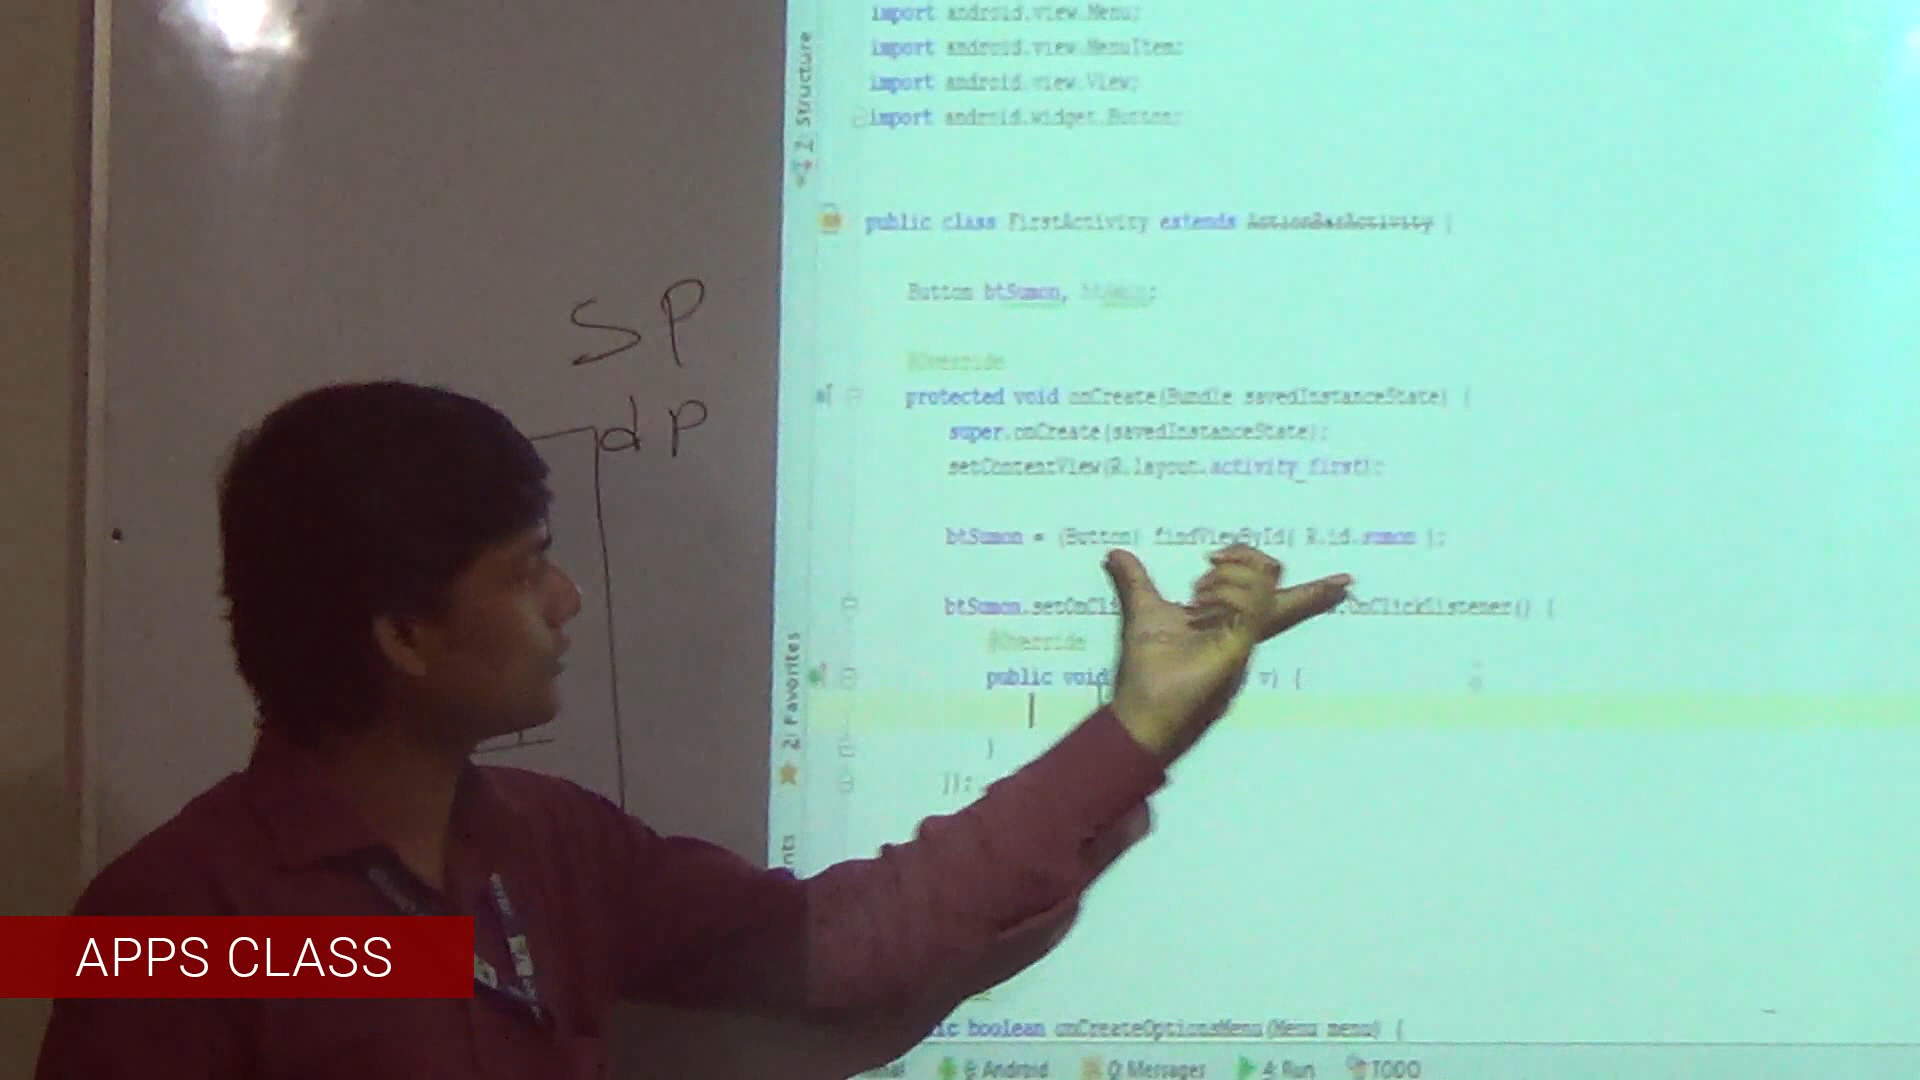 import android.view.Menu;
import android.view.MenuItem;
import android.view.View;
import android.widget.Button;
public class FirstActivity extends ActionBarActivity {
Button btSumon,
@Override
protected void onCreate(Bundle savedInstanceState) {
super.onCreate(savedInstanceState);
setContentView(R.layout.activity_first);
btSumon = (Button) findViewById( R.id.sumon );
btSumon.setOnCli .OnClickListener() {
@Override
public void v) {
}
});
boolean onCreateOptionsMenu(Menu menu) {
Z: Structure
2: Favorites
6: Android
0: Messages
4: Run
TODO
SP
dP
APPS CLASS